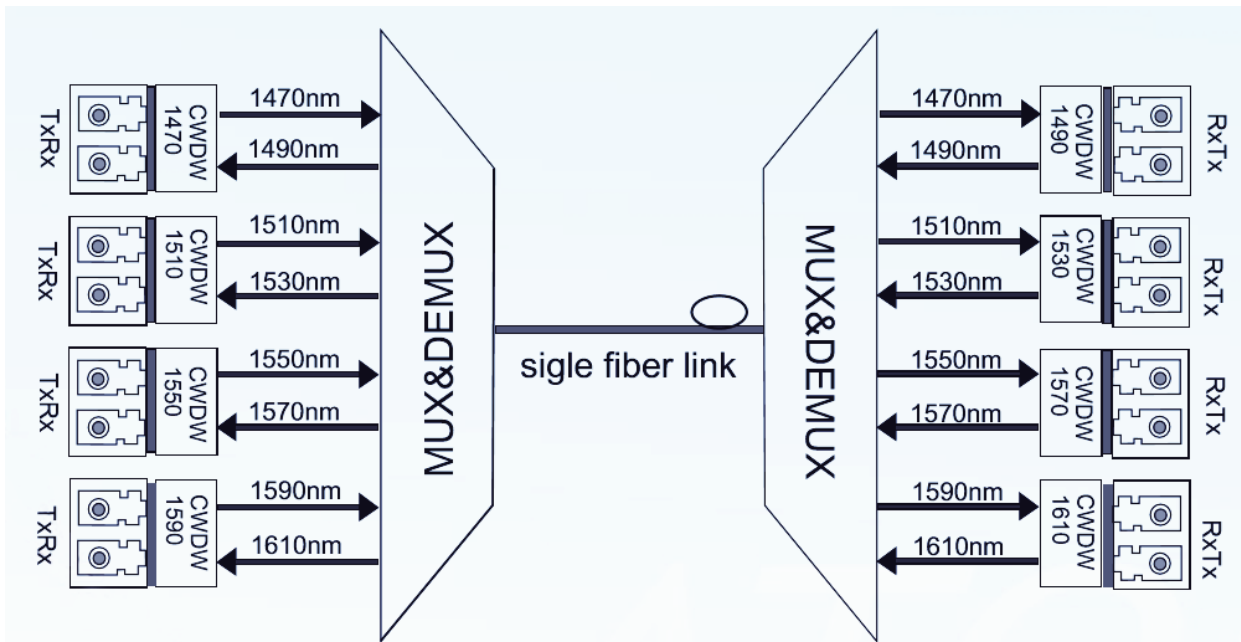 TxRx
CWDW
1470
1470nm
1490nm
TxRx
CWDW
1510
1510nm
1530nm
TxRx
CWDW
1550
1550nm
1570nm
TxRx
CWDW
1590
1590nm
1610nm
MUX&DEMUX
sigle fiber link
MUX&DEMUX
1470nm
1490nm
CWDW
1490
RxTx
1510nm
1530nm
CWDW
1530
RxTx
1550nm
1570nm
CWDW
1570
RxTx
1590nm
1610nm
CWDW
1610
RxTx